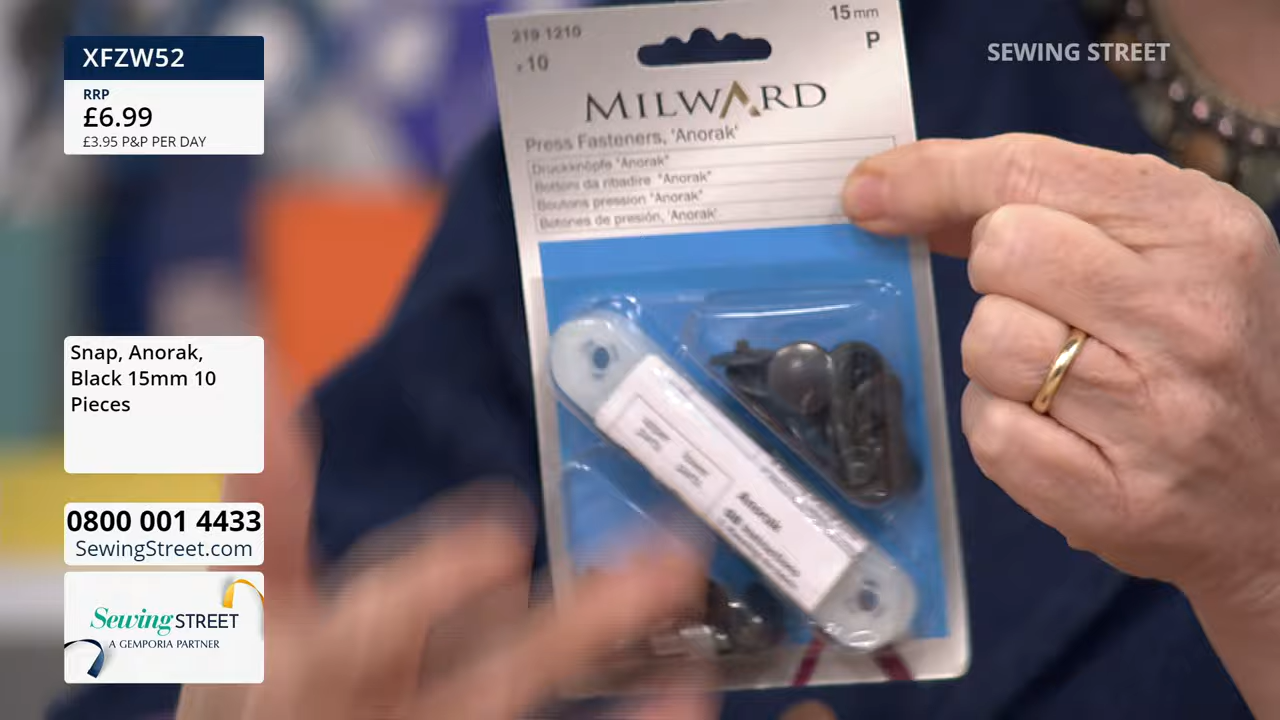 XFZW52
RRP
£6.99
£3.95 P&P PER DAY
Snap, Anorak,
Black 15mm 10
Pieces
0800 001 4433
SewingStreet.com
Sewing STREET
A GEMPORIA PARTNER
SEWING STREET
219 1210
x10
15mm
P
MILWARD
Press Fasteners, 'Anorak'
Druckknöpfe "Anorak"
Bottoni da ribadire "Anorak"
Boutons pression "Anorak"
Botones de presión, 'Anorak'
Anorak